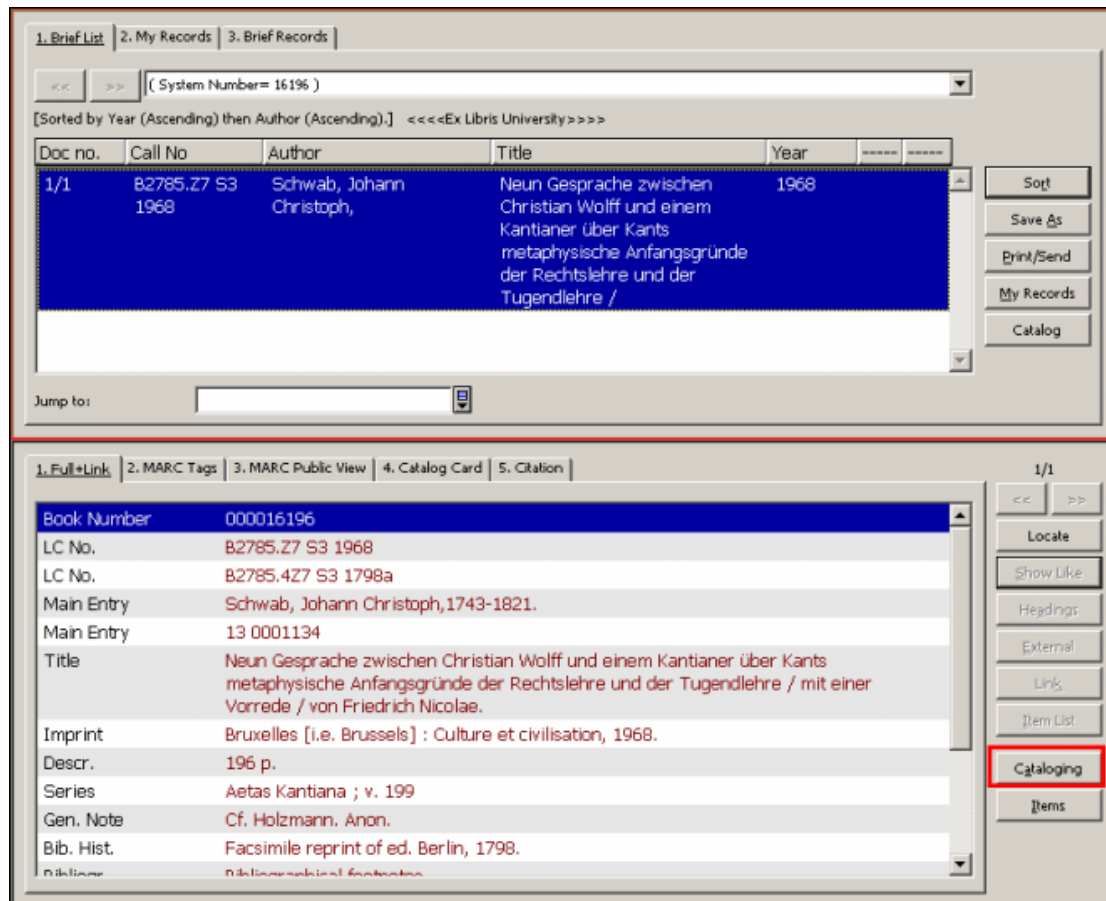 1. Brief List 2. My Records 3. Brief Records
<< >> ( System Number= 16196 )
[Sorted by Year (Ascending) then Author (Ascending).] <<<<Ex Libris University>>>>
Doc no. Call No Author Title Year ----- -----
1/1 B2785.Z7 S3 Schwab, Johann Neun Gesprache zwischen 1968
1968 Christoph, Christian Wolff und einem
Kantianer über Kants
metaphysische Anfangsgründe
der Rechtslehre und der
Tugendlehre /
Sort
Save As
Print/Send
My Records
Catalog
Jump to:
1. Full+Link 2. MARC Tags 3. MARC Public View 4. Catalog Card 5. Citation
1/1
<< >>
Book Number 000016196
LC No. B2785.Z7 S3 1968
LC No. B2785.4Z7 S3 1798a
Main Entry Schwab, Johann Christoph,1743-1821.
Main Entry 13 0001134
Title Neun Gesprache zwischen Christian Wolff und einem Kantianer über Kants
metaphysische Anfangsgründe der Rechtslehre und der Tugendlehre / mit einer
Vorrede / von Friedrich Nicolae.
Imprint Bruxelles [i.e. Brussels] : Culture et civilisation, 1968.
Descr. 196 p.
Series Aetas Kantiana ; v. 199
Gen. Note Cf. Holzmann. Anon.
Bib. Hist. Facsimile reprint of ed. Berlin, 1798.
Bibliogr. Bibliographical footnotes
Locate
Show Like
Headings
External
Link
Item List
Cataloging
Items